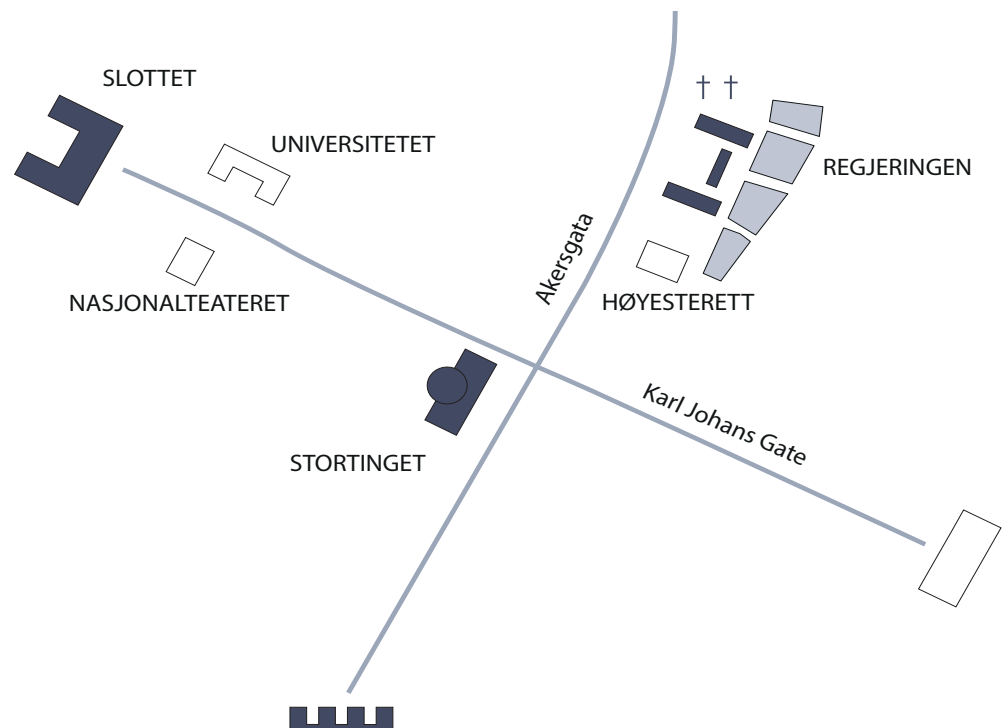 SLOTTET
UNIVERSITETET
REGJERINGEN
NASJONALTEATERET
Akersgata
HØYESTERETT
Karl Johans Gate
STORTINGET